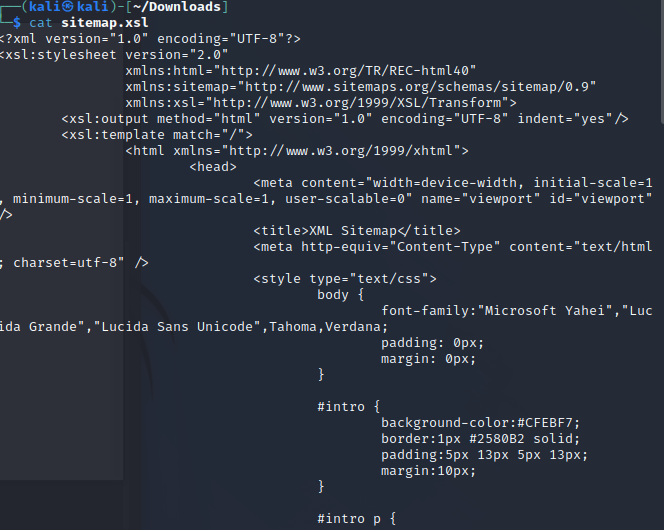 ┌──(kali㉿kali)-[~/Downloads]
└─$ cat sitemap.xsl
<?xml version="1.0" encoding="UTF-8"?>
<xsl:stylesheet version="2.0"
xmlns:html="http://www.w3.org/TR/REC-html40"
xmlns:sitemap="http://www.sitemaps.org/schemas/sitemap/0.9"
xmlns:xsl="http://www.w3.org/1999/XSL/Transform">
<xsl:output method="html" version="1.0" encoding="UTF-8" indent="yes"/>
<xsl:template match="/">
<html xmlns="http://www.w3.org/1999/xhtml">
<head>
<meta content="width=device-width, initial-scale=1
, minimum-scale=1, maximum-scale=1, user-scalable=0" name="viewport" id="viewport"
/>
<title>XML Sitemap</title>
<meta http-equiv="Content-Type" content="text/html
; charset=utf-8" />
<style type="text/css">
body {
font-family:"Microsoft Yahei","Luc
ida Grande","Lucida Sans Unicode",Tahoma,Verdana;
padding: 0px;
margin: 0px;
}
#intro {
background-color:#CFEBF7;
border:1px #2580B2 solid;
padding:5px 13px 5px 13px;
margin:10px;
}
#intro p {